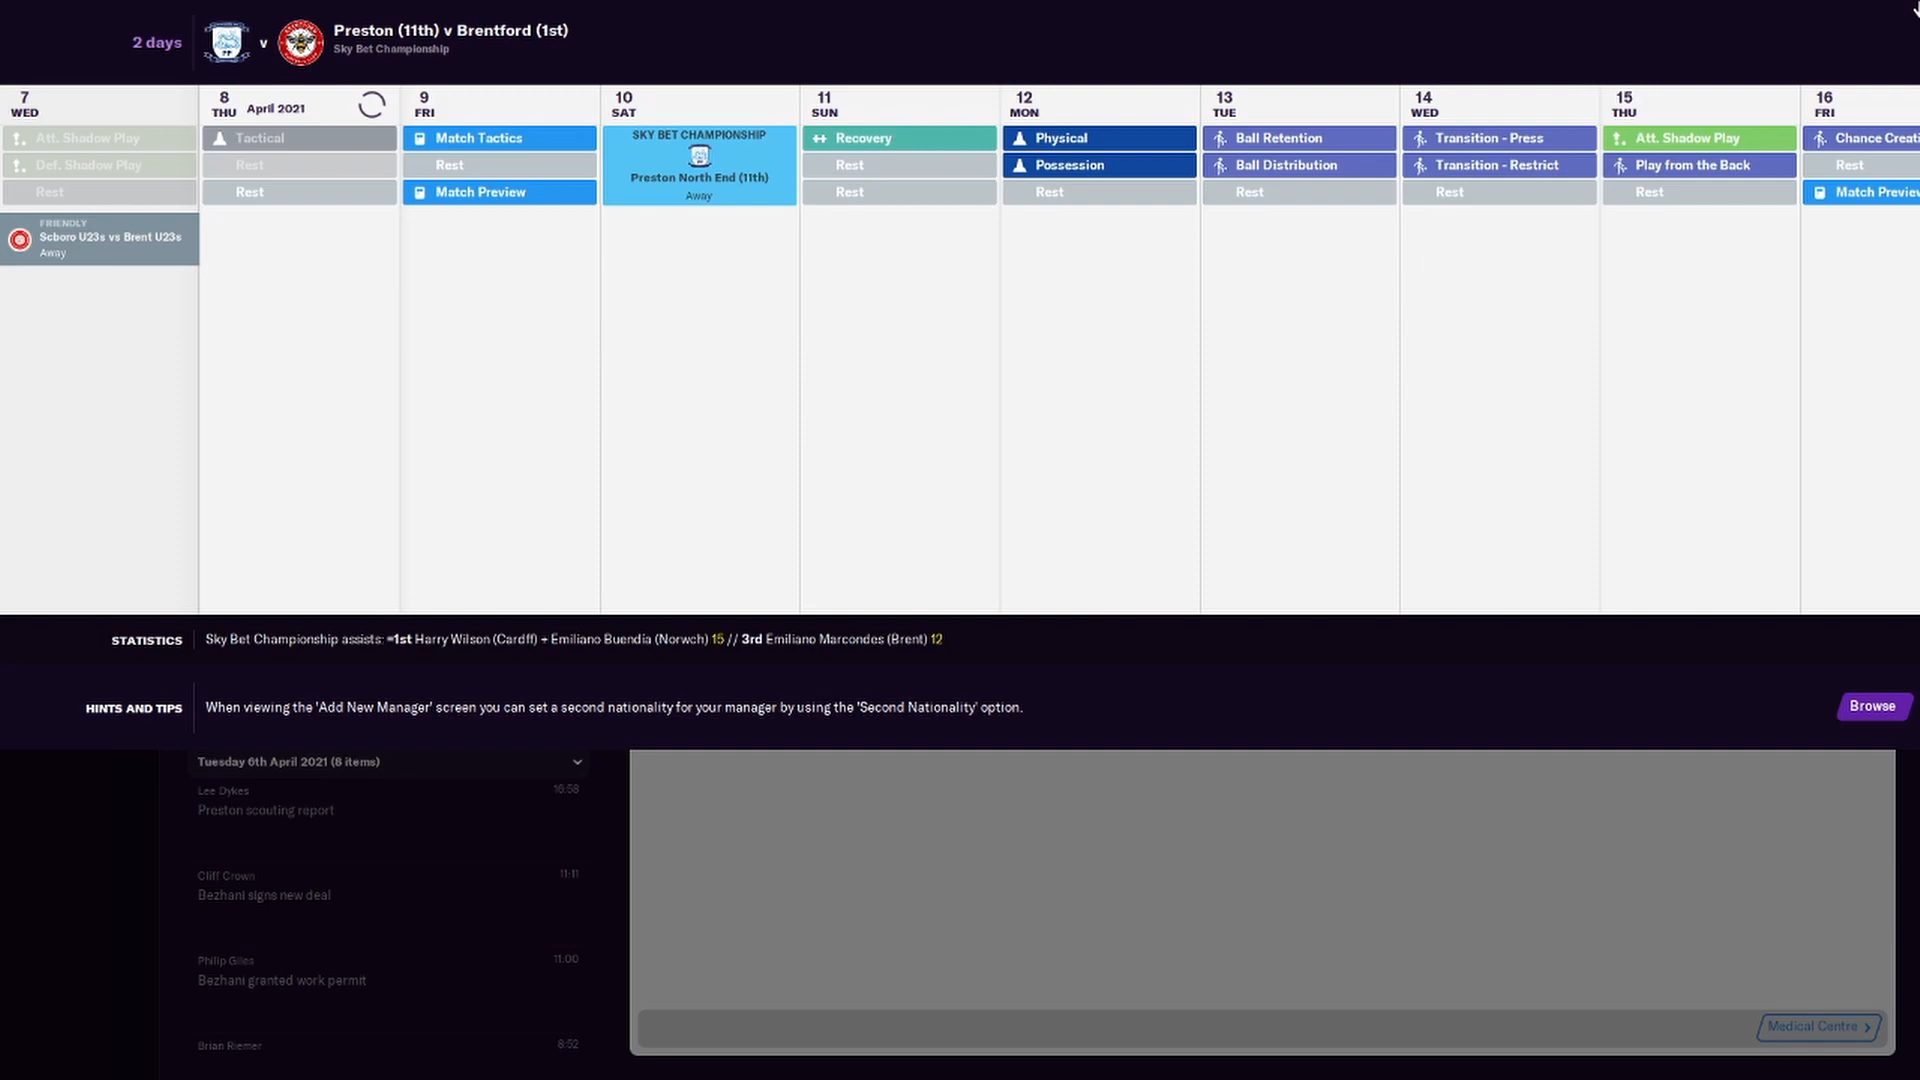 2 days
v
Preston (11th) v Brentford (1st)
Sky Bet Championship
7
WED
Att. Shadow Play
Def. Shadow Play
Rest
FRIENDLY
Scboro U23s vs Brent U23s
Away
8
THU April 2021
Tactical
Rest
Rest
9
FRI
Match Tactics
Rest
Match Preview
10
SAT
SKY BET CHAMPIONSHIP
Preston North End (11th)
Away
11
SUN
Recovery
Rest
Rest
12
MON
Physical
Possession
Rest
13
TUE
Ball Retention
Ball Distribution
Rest
14
WED
Transition - Press
Transition - Restrict
Rest
15
THU
Att. Shadow Play
Play from the Back
Rest
16
FRI
Chance Creati
Rest
Match Preview
STATISTICS
Sky Bet Championship assists: =1st Harry Wilson (Cardff) + Emiliano Buendía (Norwch) 15 // 3rd Emiliano Marcondes (Brent) 12
HINTS AND TIPS
When viewing the 'Add New Manager' screen you can set a second nationality for your manager by using the 'Second Nationality' option.
Browse
Tuesday 6th April 2021 (8 items)
Lee Dykes 16:58
Preston scouting report
Cliff Crown 11:11
Bezhani signs new deal
Philip Giles 11:00
Bezhani granted work permit
Brian Riemer 8:52
Medical Centre